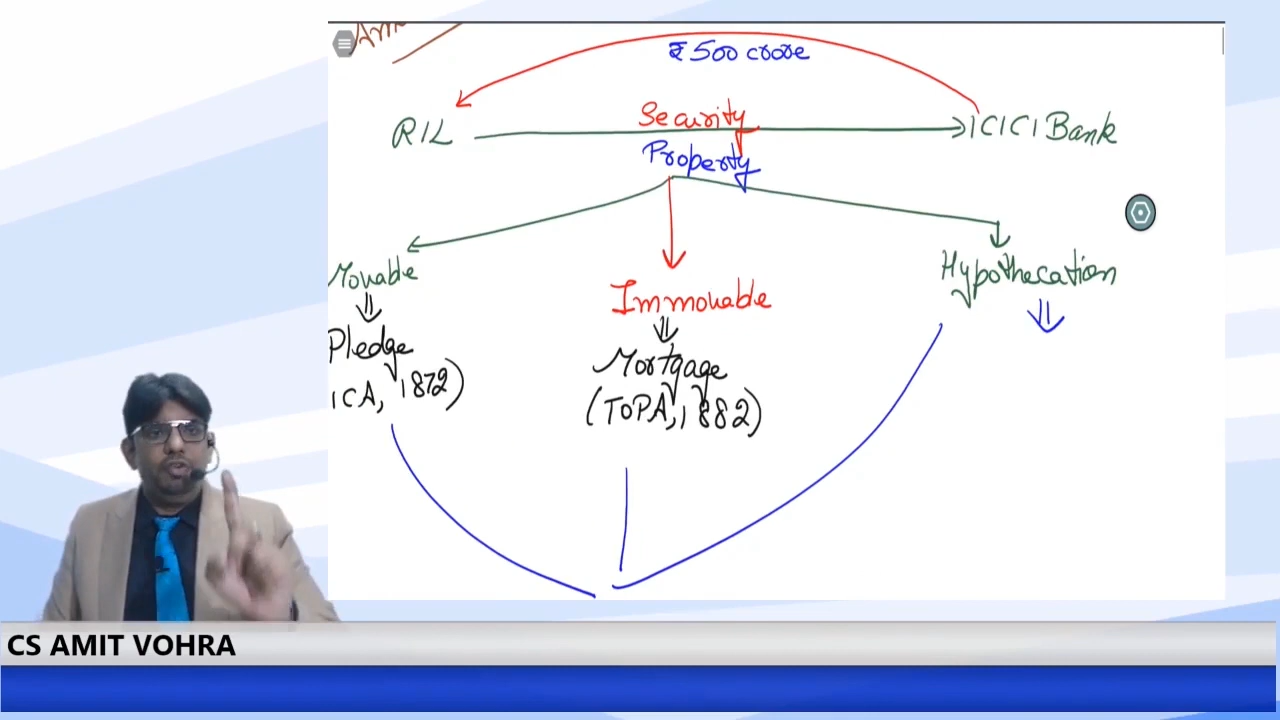 ₹500 crore
RIL Security ICICI Bank
Property
Movable Immovable Hypothecation
Pledge Mortgage
ICA, 1872) (TOPA, 1882)
CS AMIT VOHRA